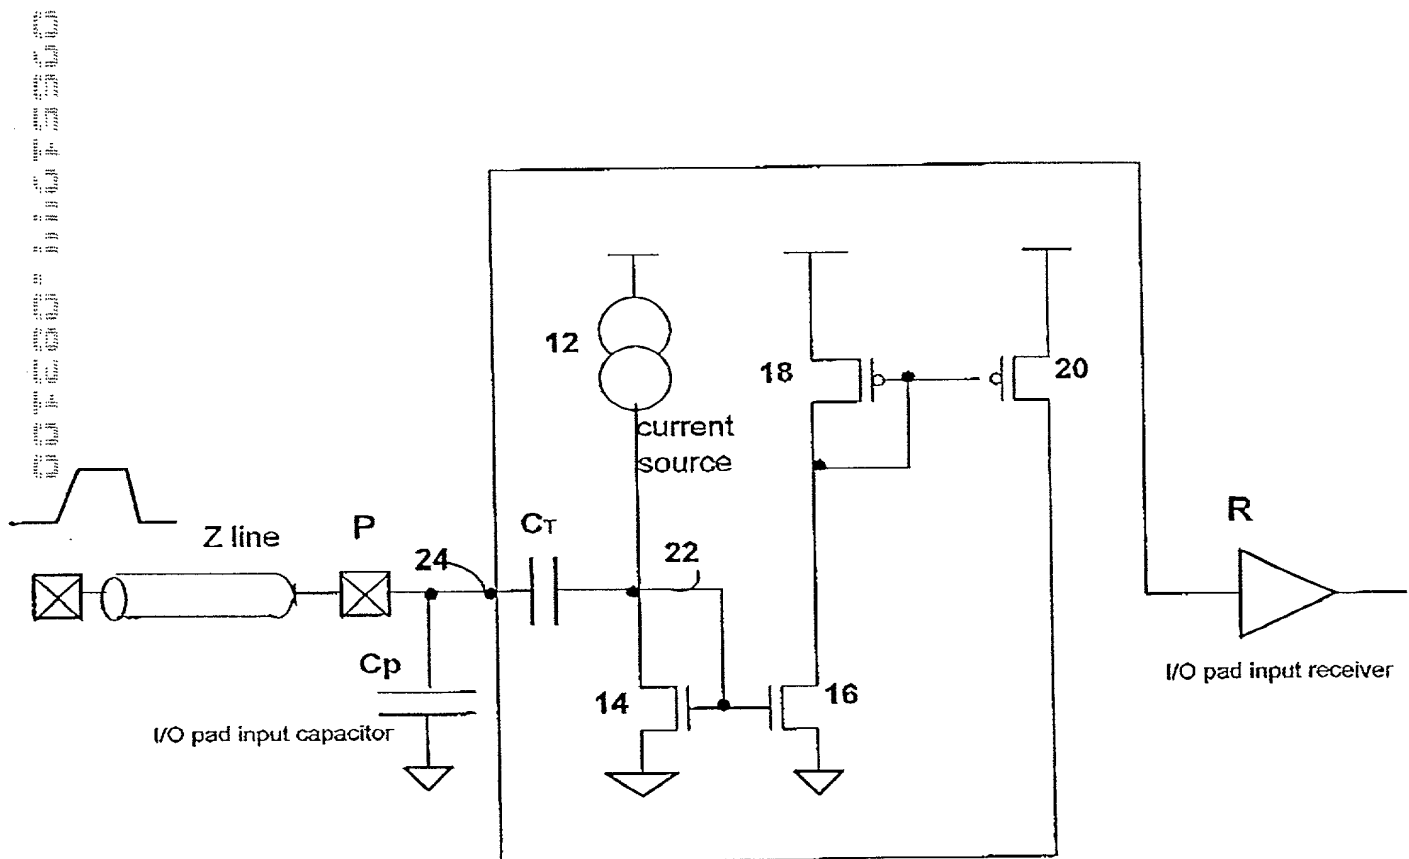 12
18
20
current
source
Z line
P
24
CT
22
R
Cp
14
16
I/O pad input receiver
I/O pad input capacitor